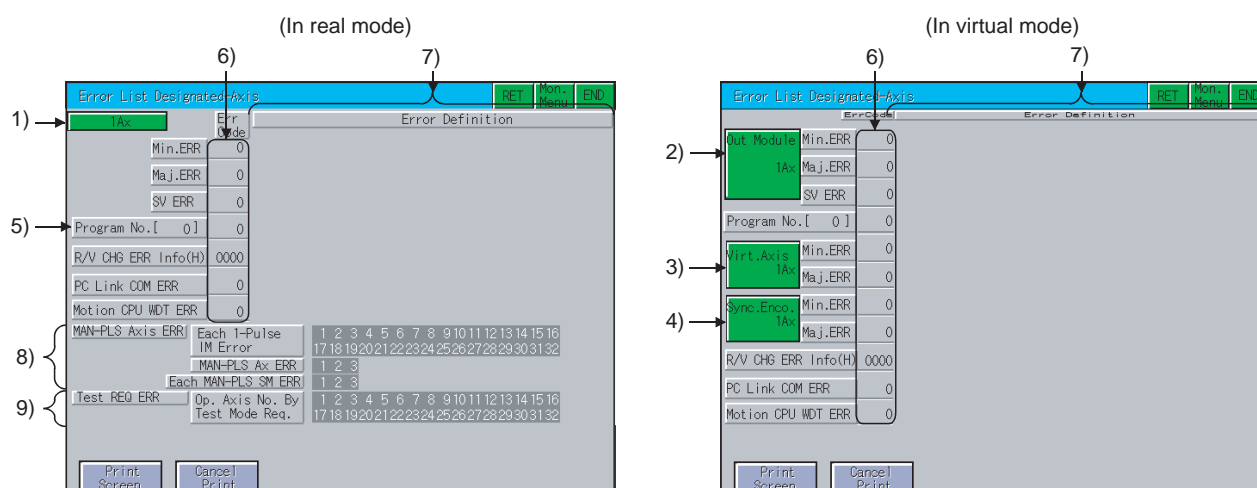 (In real mode)
6)
7)
Error List Designated-Axis
RET
Mon.
Menu
END
1)
1Ax
Err
Code
Error Definition
Min.ERR 0
Maj.ERR 0
SV ERR 0
5)
Program No.[ 0] 0
R/V CHG ERR Info(H) 0000
PC Link COM ERR 0
Motion CPU WDT ERR 0
8)
MAN-PLS Axis ERR
Each 1-Pulse
IM Error
1 2 3 4 5 6 7 8 9 10 11 12 13 14 15 16
17 18 19 20 21 22 23 24 25 26 27 28 29 30 31 32
MAN-PLS Ax ERR 1 2 3
Each MAN-PLS SM ERR 1 2 3
9)
Test REQ ERR
Op. Axis No. By
Test Mode Req.
1 2 3 4 5 6 7 8 9 10 11 12 13 14 15 16
17 18 19 20 21 22 23 24 25 26 27 28 29 30 31 32
Print
Screen
Cancel
Print
(In virtual mode)
6)
7)
Error List Designated-Axis
RET
Mon.
Menu
END
ErrCode
Error Definition
2)
Out Module
1Ax
Min.ERR 0
Maj.ERR 0
SV ERR 0
Program No.[ 0] 0
3)
Virt.Axis
1Ax
Min.ERR 0
Maj.ERR 0
4)
Sync.Enco.
1Ax
Min.ERR 0
Maj.ERR 0
R/V CHG ERR Info(H) 0000
PC Link COM ERR 0
Motion CPU WDT ERR 0
Print
Screen
Cancel
Print